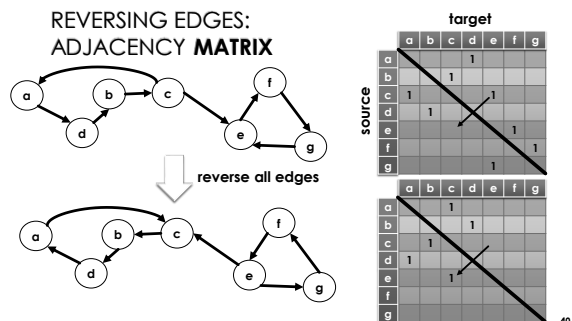 REVERSING EDGES:
ADJACENCY MATRIX
a
b
c
d
e
f
g
reverse all edges
a
b
c
d
e
f
g
target
source
a b c d e f g
a 1
b 1
c 1 1
d 1
e 1
f 1
g 1
a b c d e f g
a 1
b 1
c 1
d 1
e 1
f
g
40